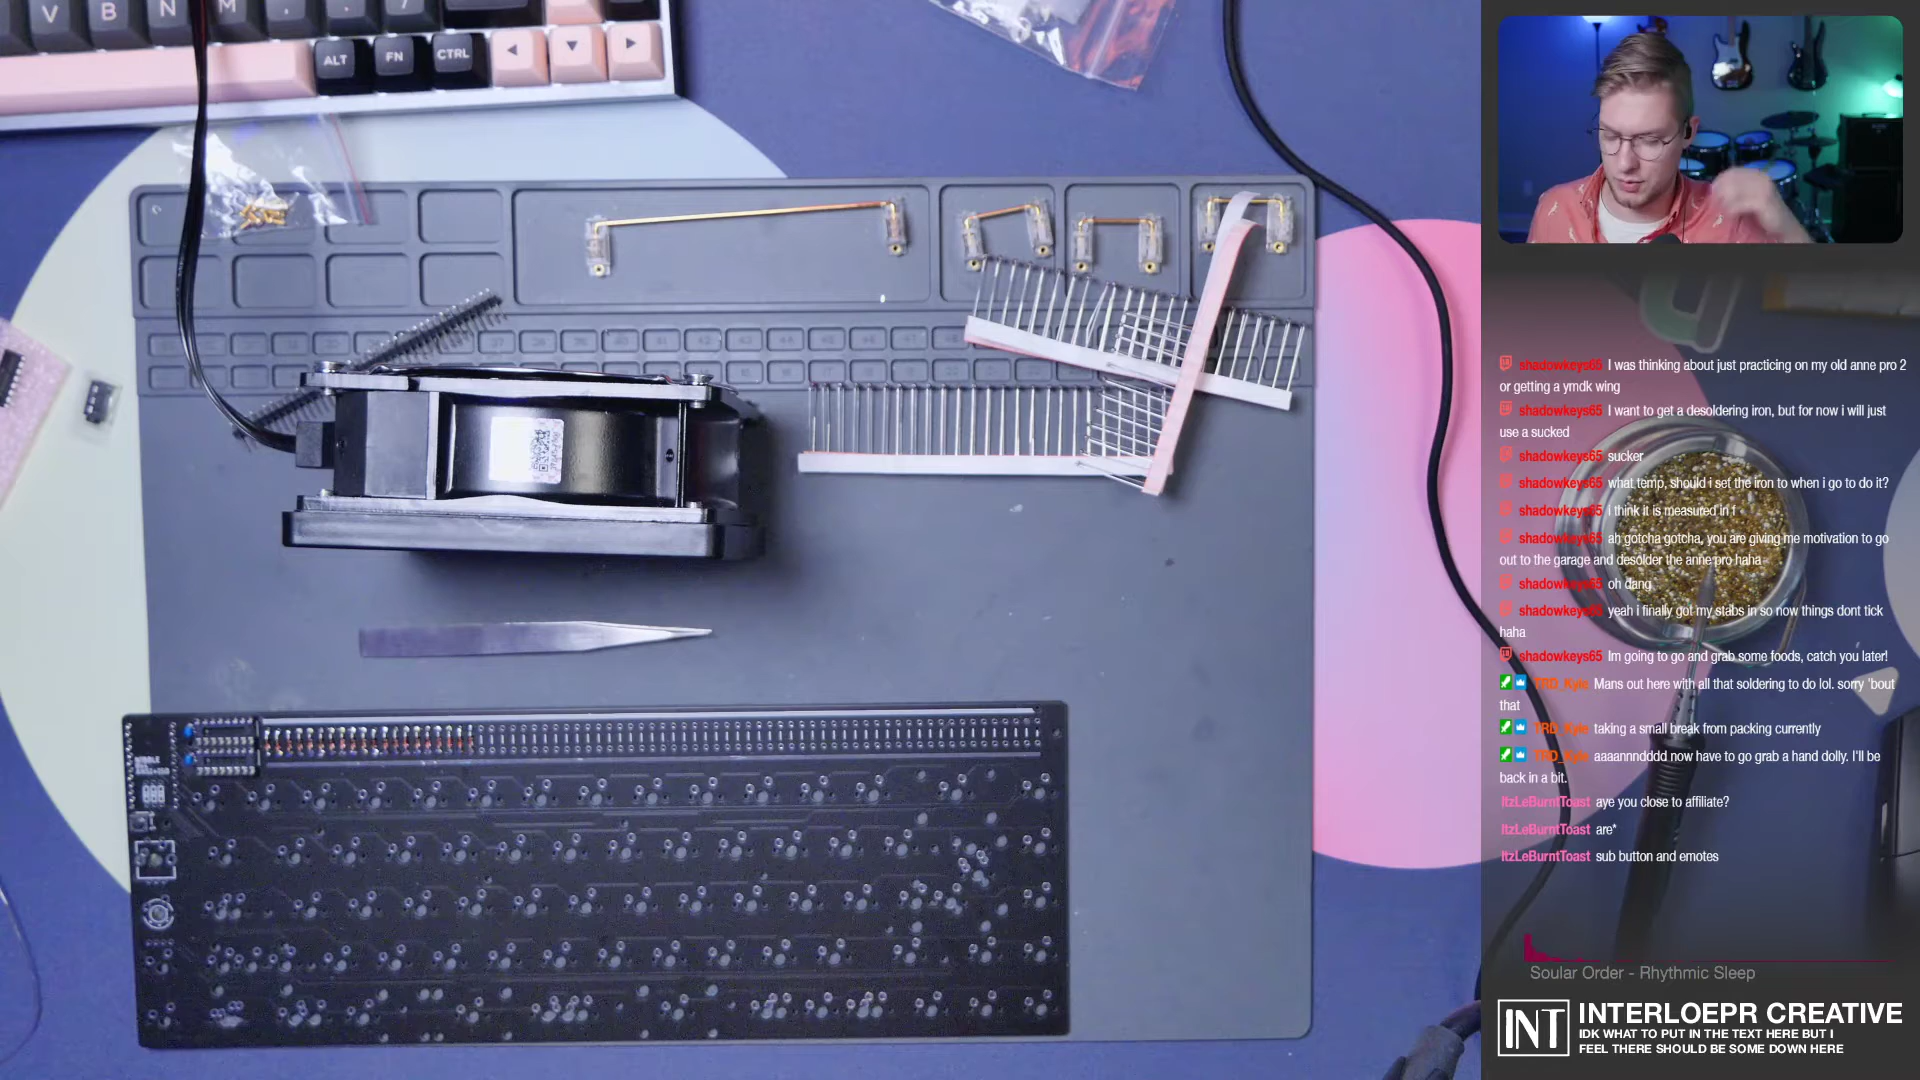 V B N M , . /
ALT FN CTRL
shadowkeys65 I was thinking about just practicing on my old anne pro 2
or getting a ymdk wing
shadowkeys65 I want to get a desoldering iron, but for now i will just
use a sucked
shadowkeys65 sucker
shadowkeys65 what temp, should i set the iron to when i go to do it?
shadowkeys65 i think it is measured in f
shadowkeys65 ah gotcha gotcha, you are giving me motivation to go
out to the garage and desolder the anne pro haha
shadowkeys65 oh dang
shadowkeys65 yeah i finally got my stabs in so now things dont tick
haha
shadowkeys65 Im going to go and grab some foods, catch you later!
TRD_Kyle Mans out here with all that soldering to do lol. sorry 'bout
that
TRD_Kyle taking a small break from packing currently
TRD_Kyle aaaannndddd now have to go grab a hand dolly. I'll be
back in a bit.
ItzLeBurntToast aye you close to affiliate?
ItzLeBurntToast are*
ItzLeBurntToast sub button and emotes
Soular Order - Rhythmic Sleep
INT INTERLOEPR CREATIVE
IDK WHAT TO PUT IN THE TEXT HERE BUT I
FEEL THERE SHOULD BE SOME DOWN HERE